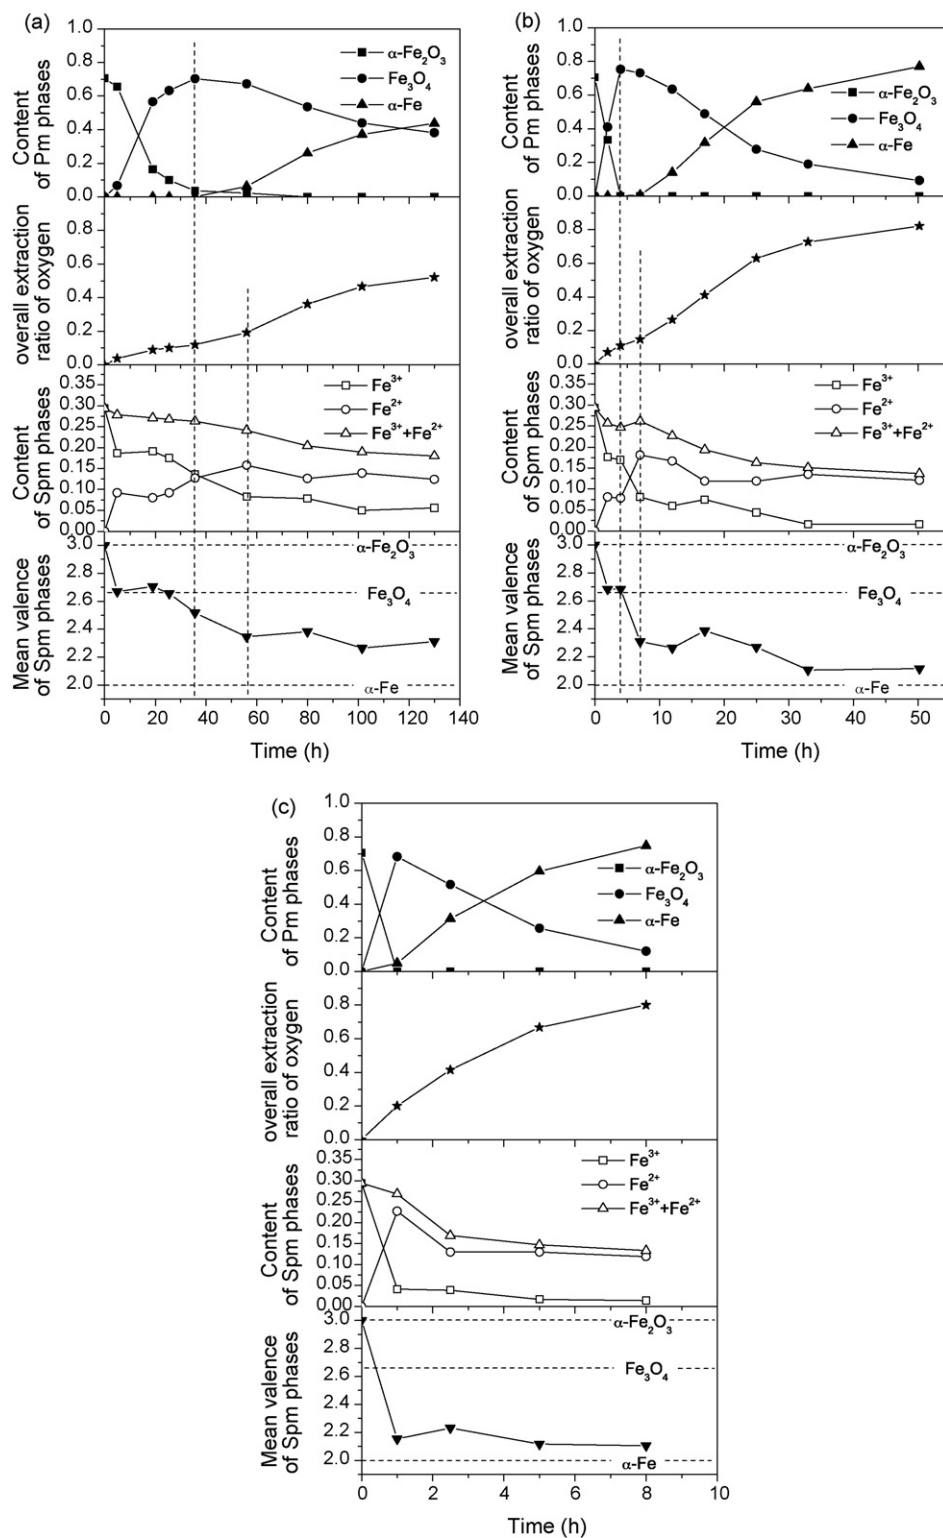 (a)
1.0
0.8
0.6
0.4
0.2
0.0
Content
of Pm phases
α-Fe₂O₃
Fe₃O₄
α-Fe
0.8
0.6
0.4
0.2
0.0
overall extraction
ratio of oxygen
0.35
0.30
0.25
0.20
0.15
0.10
0.05
0.00
Content
of Spm phases
Fe³⁺
Fe²⁺
Fe³⁺+Fe²⁺
3.0
2.8
2.6
2.4
2.2
2.0
Mean valence
of Spm phases
α-Fe₂O₃
Fe₃O₄
α-Fe
0 20 40 60 80 100 120 140
Time (h)
(b)
1.0
0.8
0.6
0.4
0.2
0.0
Content
of Pm phases
α-Fe₂O₃
Fe₃O₄
α-Fe
0.8
0.6
0.4
0.2
0.0
overall extraction
ratio of oxygen
0.35
0.30
0.25
0.20
0.15
0.10
0.05
0.00
Content
of Spm phases
Fe³⁺
Fe²⁺
Fe³⁺+Fe²⁺
3.0
2.8
2.6
2.4
2.2
2.0
Mean valence
of Spm phases
α-Fe₂O₃
Fe₃O₄
α-Fe
0 10 20 30 40 50
Time (h)
(c)
1.0
0.8
0.6
0.4
0.2
0.0
Content
of Pm phases
α-Fe₂O₃
Fe₃O₄
α-Fe
0.8
0.6
0.4
0.2
0.0
overall extraction
ratio of oxygen
0.35
0.30
0.25
0.20
0.15
0.10
0.05
0.00
Content
of Spm phases
Fe³⁺
Fe²⁺
Fe³⁺+Fe²⁺
3.0
2.8
2.6
2.4
2.2
2.0
Mean valence
of Spm phases
α-Fe₂O₃
Fe₃O₄
α-Fe
0 2 4 6 8 10
Time (h)